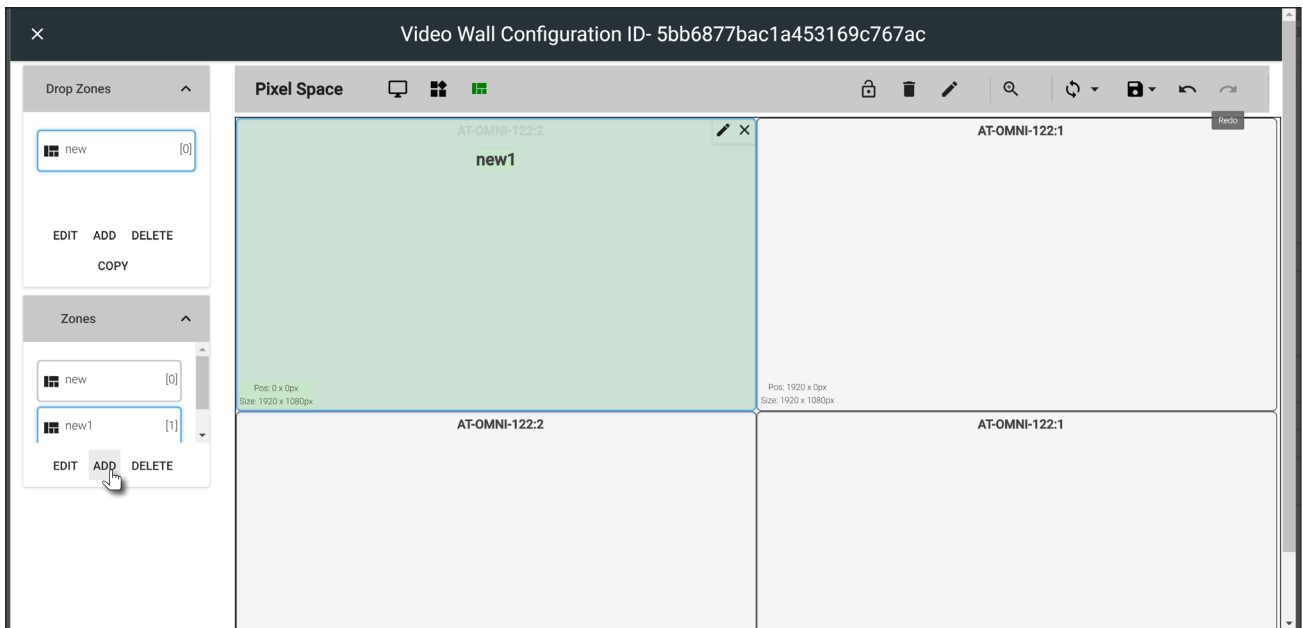 Video Wall Configuration ID- 5bb6877bac1a453169c767ac
Drop Zones
new [0]
EDIT ADD DELETE
COPY
Zones
new [0]
new1 [1]
EDIT ADD DELETE
Pixel Space
Redo
AT-OMNI-122:2
new1
Pos: 0 x 0px
Size: 1920 x 1080px
AT-OMNI-122:1
Pos: 1920 x 0px
Size: 1920 x 1080px
AT-OMNI-122:2
AT-OMNI-122:1